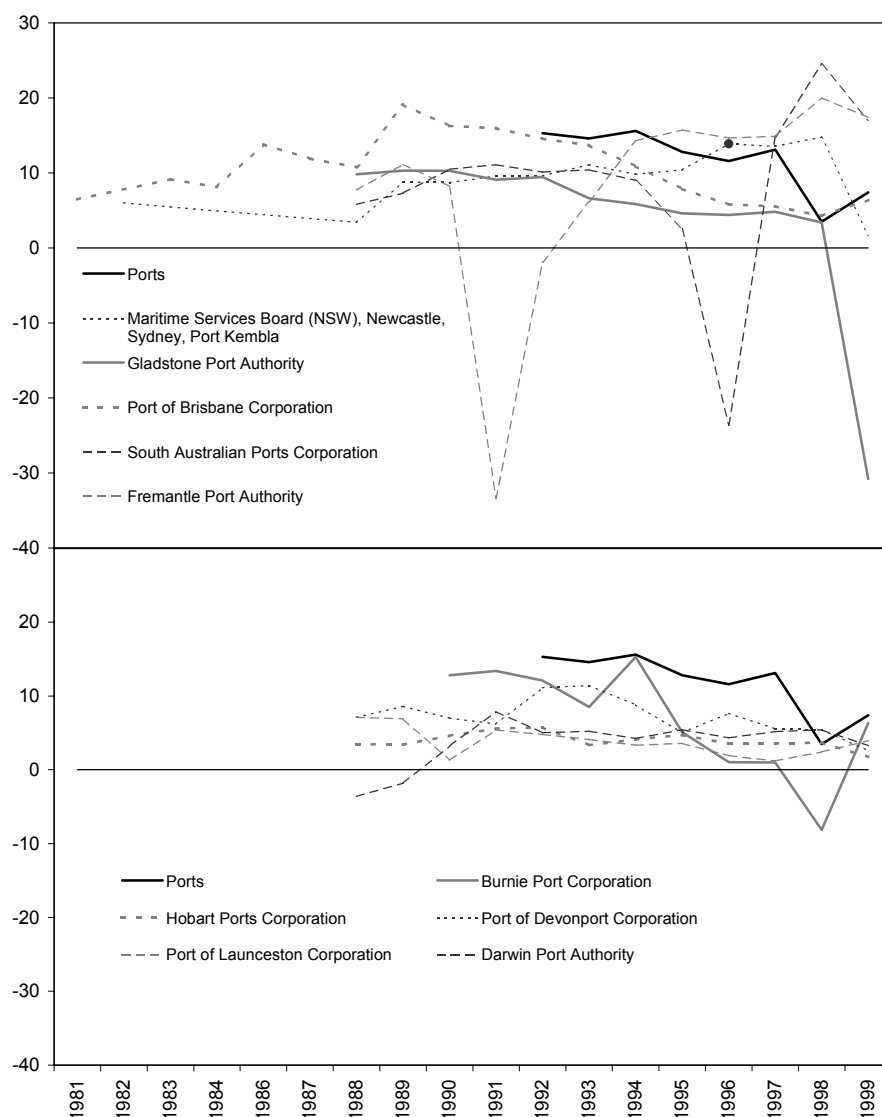 30
20
10
0
-10
-20
-30
-40
Ports
Maritime Services Board (NSW), Newcastle,
Sydney, Port Kembla
Gladstone Port Authority
Port of Brisbane Corporation
South Australian Ports Corporation
Fremantle Port Authority
20
10
0
-10
-20
-30
-40
Ports
Burnie Port Corporation
Hobart Ports Corporation
Port of Devonport Corporation
Port of Launceston Corporation
Darwin Port Authority
1981
1982
1983
1984
1986
1987
1988
1989
1990
1991
1992
1993
1994
1995
1996
1997
1998
1999